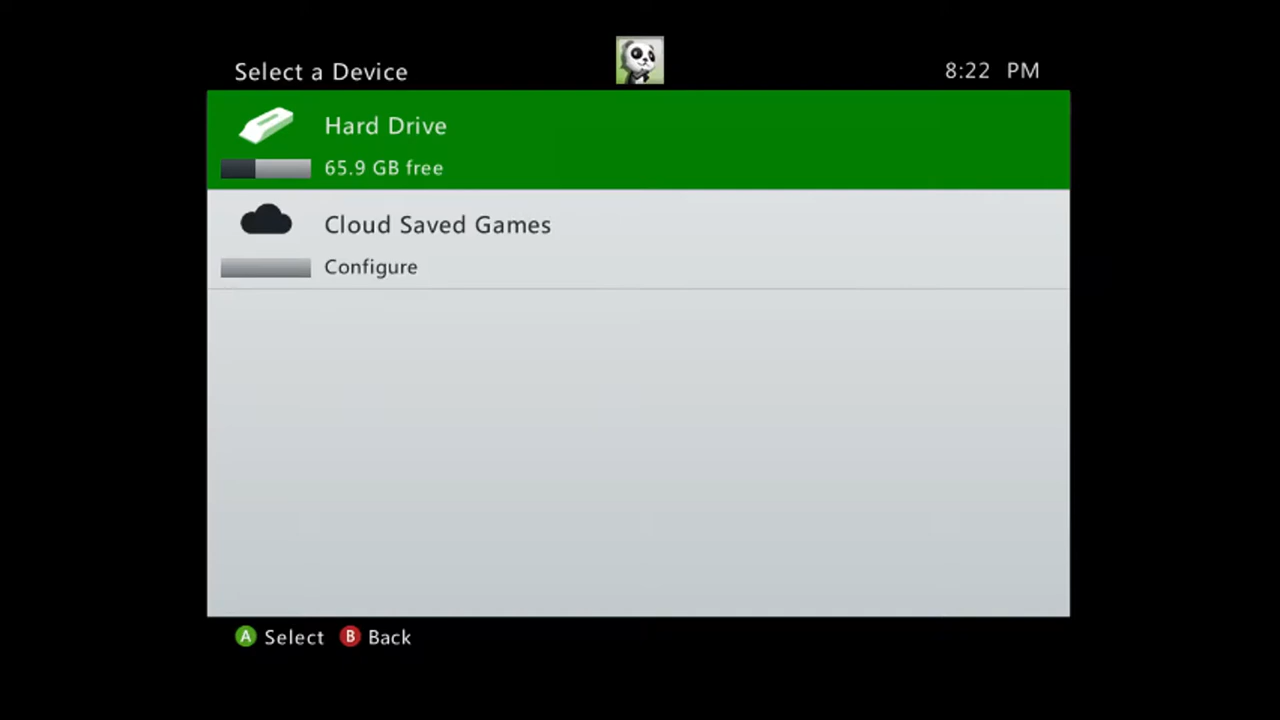 Select a Device
8:22 PM
Hard Drive
65.9 GB free
Cloud Saved Games
Configure
A Select B Back